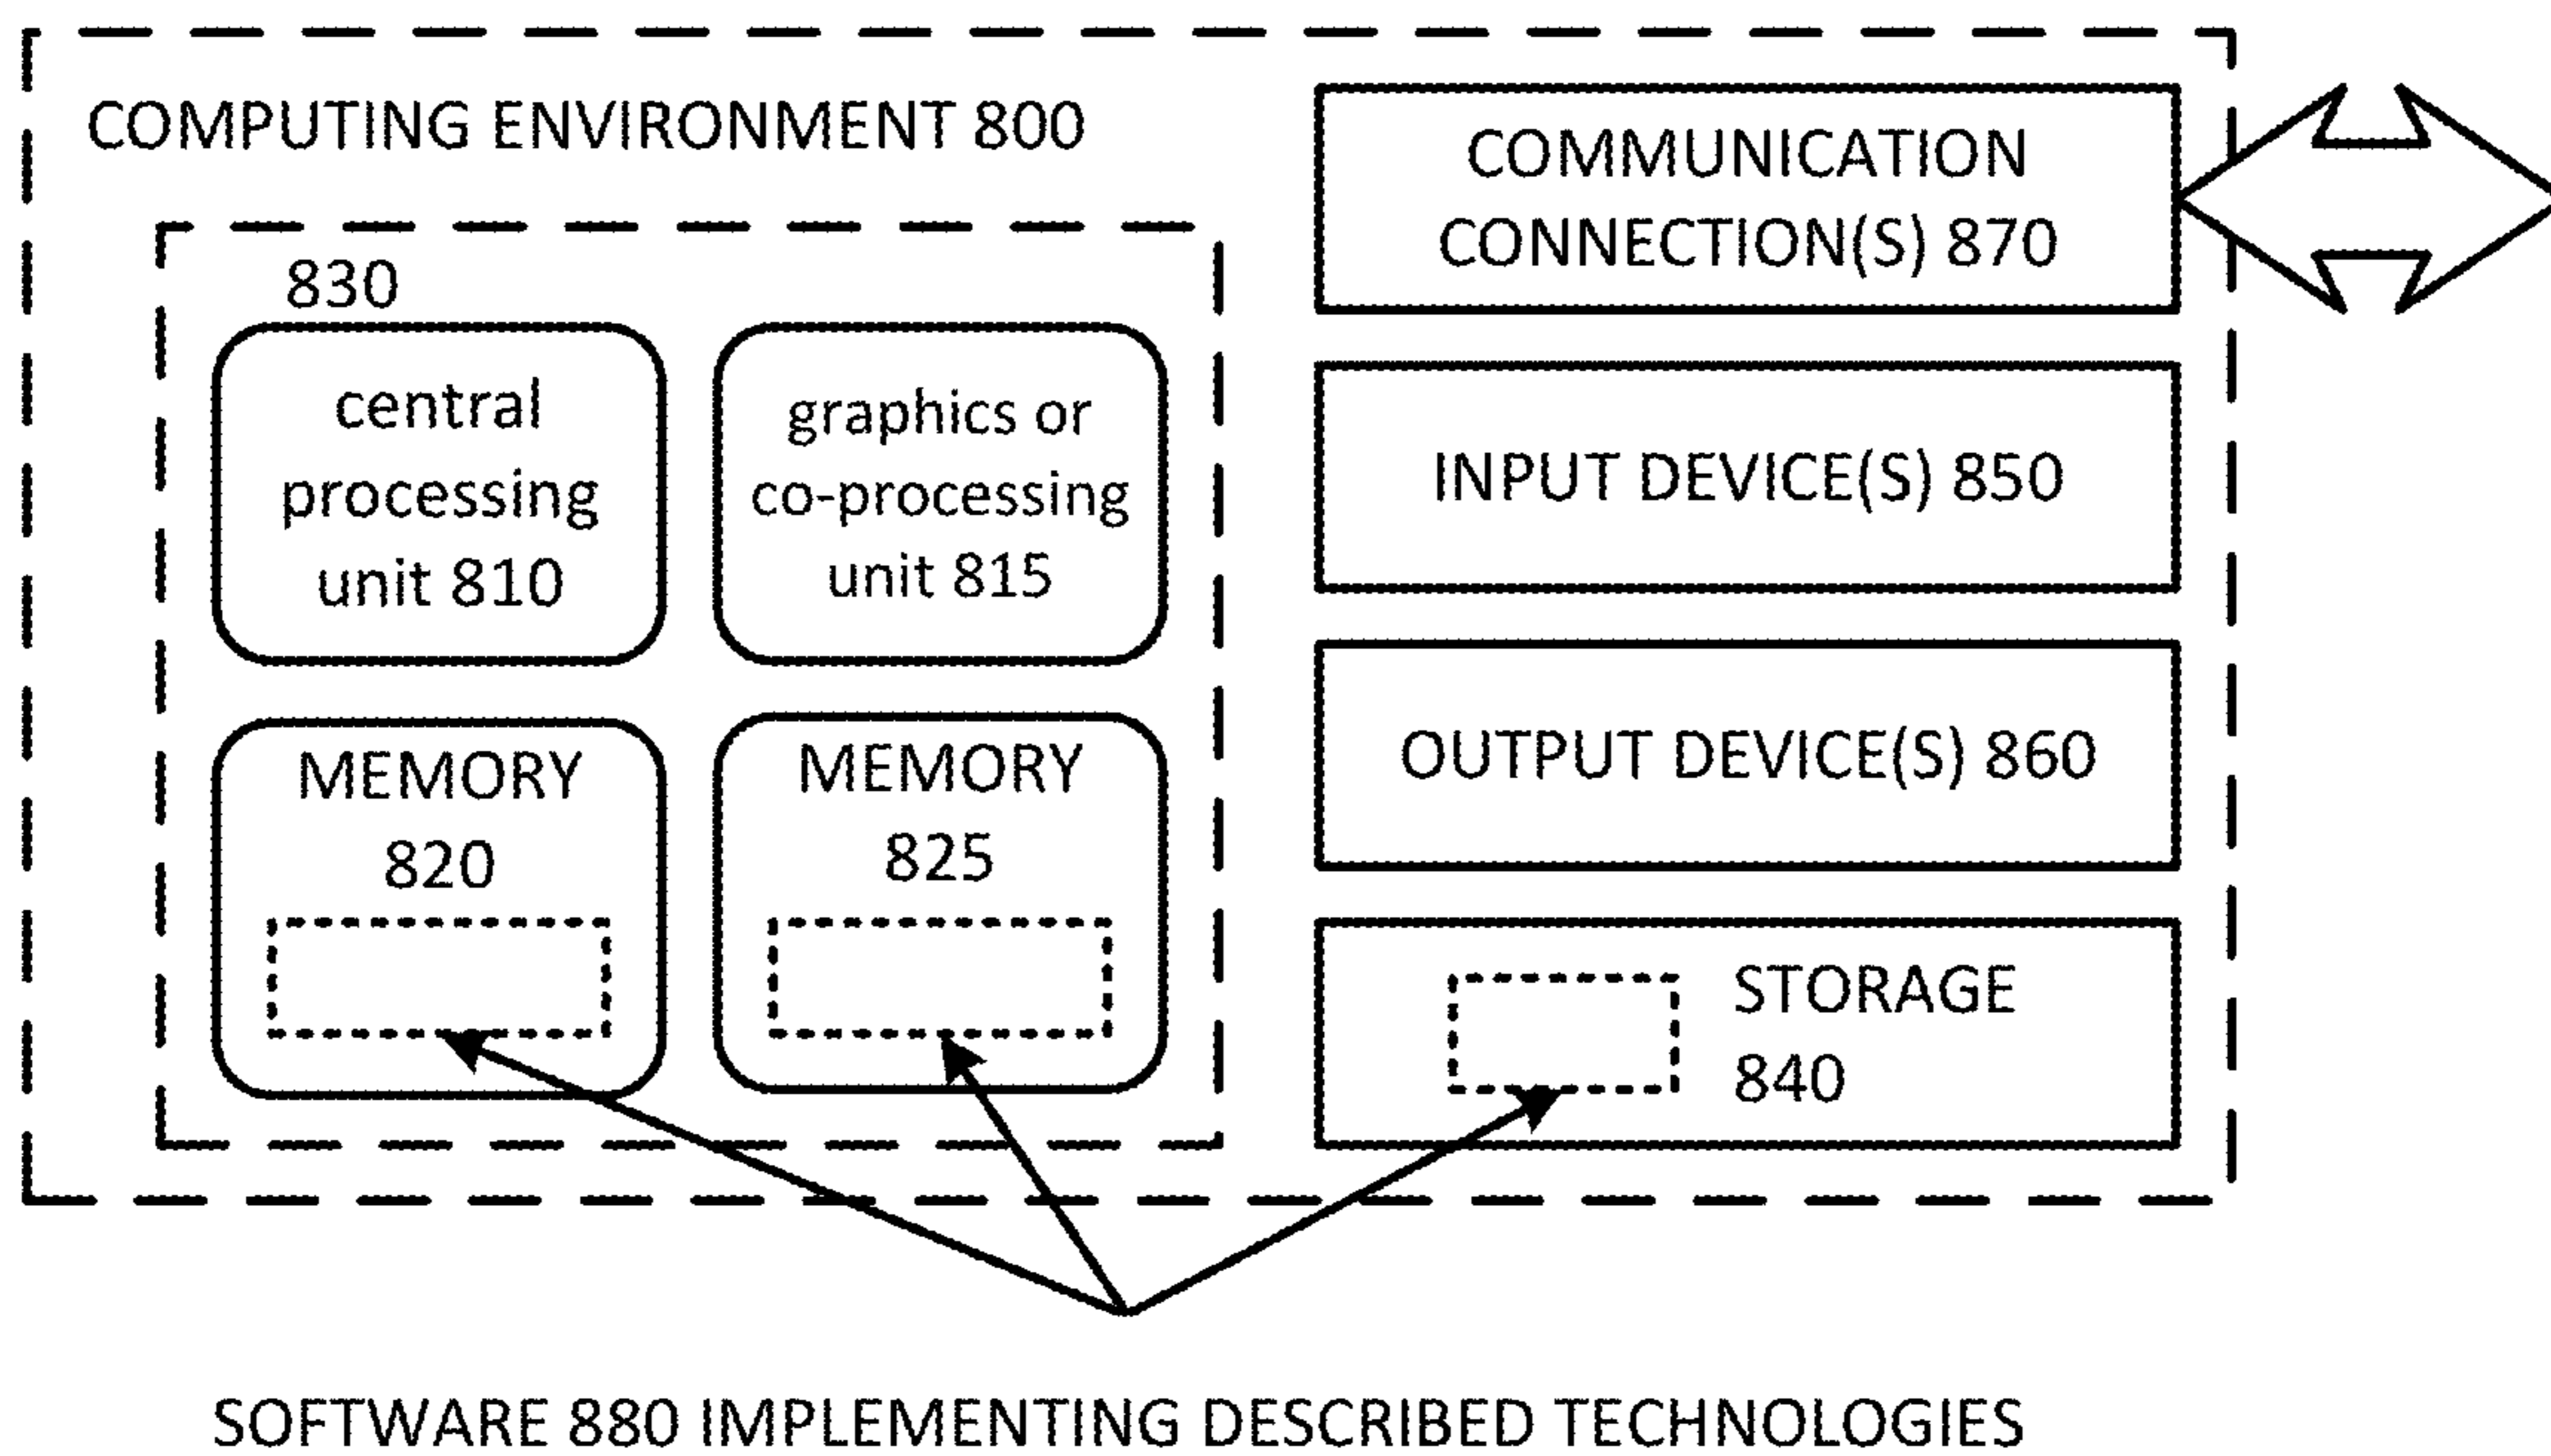 COMPUTING ENVIRONMENT 800
830
central
processing
unit 810
graphics or
co-processing
unit 815
MEMORY
820
MEMORY
825
COMMUNICATION
CONNECTION(S) 870
INPUT DEVICE(S) 850
OUTPUT DEVICE(S) 860
STORAGE
840
SOFTWARE 880 IMPLEMENTING DESCRIBED TECHNOLOGIES